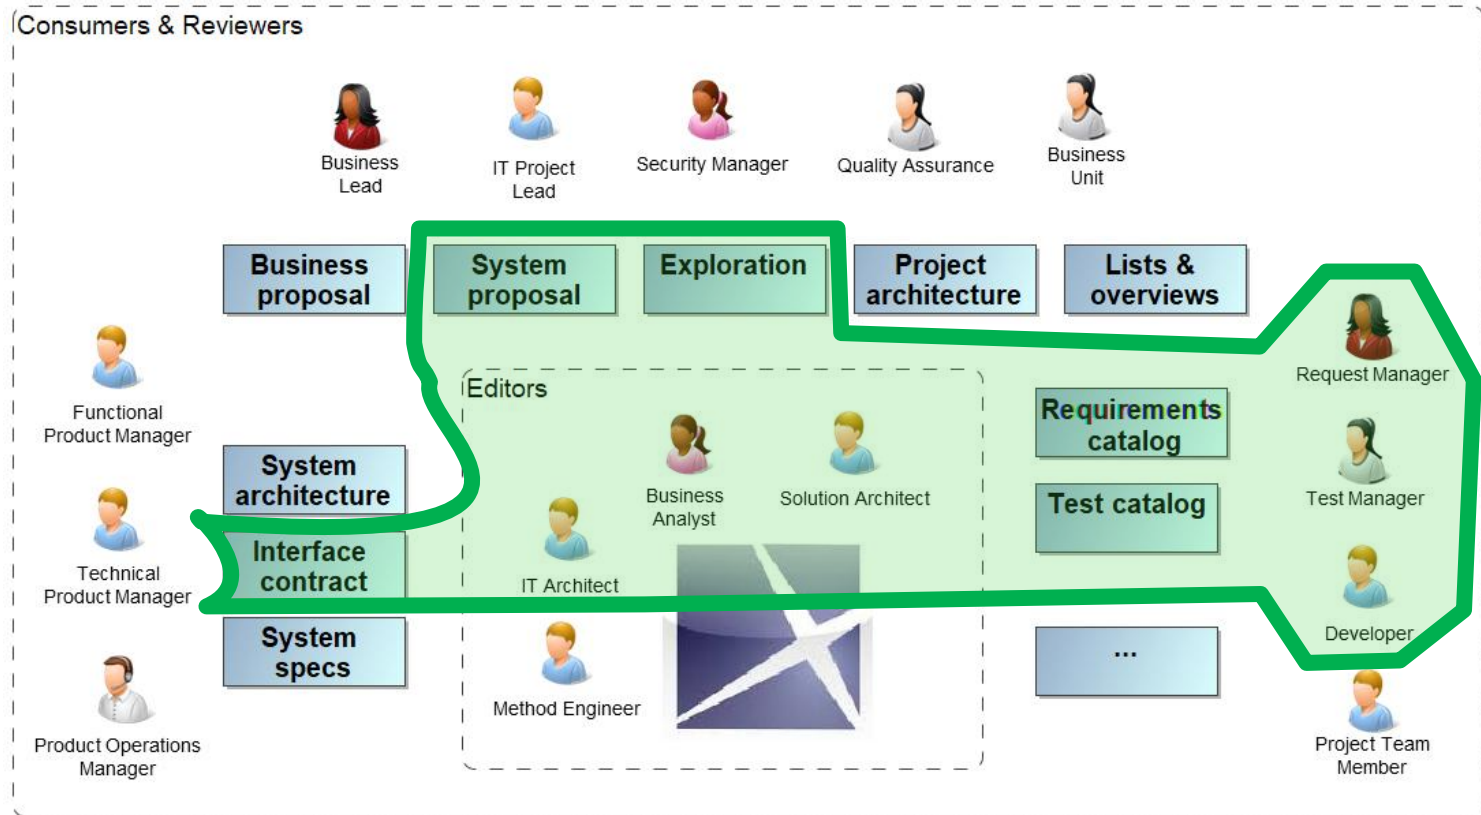 Consumers & Reviewers
Business
Lead
IT Project
Lead
Security Manager
Quality Assurance
Business
Unit
Business
proposal
System
proposal
Exploration
Project
architecture
Lists &
overviews
Request Manager
Functional
Product Manager
Editors
Requirements
catalog
System
architecture
Business
Analyst
Solution Architect
Test catalog
Test Manager
Technical
Product Manager
Interface
contract
IT Architect
Developer
System
specs
Method Engineer
...
Product Operations
Manager
Project Team
Member